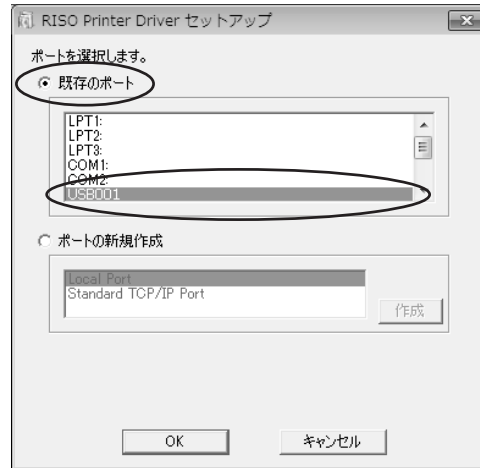 RISO Printer Driver セットアップ
ポートを選択します。
既存のポート
LPT1:
LPT2:
LPT3:
COM1:
COM2:
USB001
ポートの新規作成
Local Port
Standard TCP/IP Port
作成
OK
キャンセル